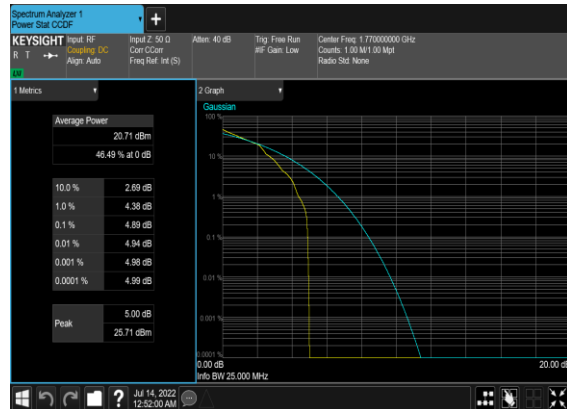 Spectrum Analyzer 1
Power Stat CCDF
KEYSIGHT
R T
Input: RF
Coupling: DC
Align: Auto
Input Z: 50 Ω
Corr CCorr
Freq Ref: Int (S)
Atten: 40 dB
Trig: Free Run
#IF Gain: Low
Center Freq: 1.770000000 GHz
Counts: 1.00 M/1.00 Mpt
Radio Std: None
1 Metrics
Average Power
20.71 dBm
46.49 % at 0 dB
10.0 % 2.69 dB
1.0 % 4.38 dB
0.1 % 4.89 dB
0.01 % 4.94 dB
0.001 % 4.98 dB
0.0001 % 4.99 dB
Peak
5.00 dB
25.71 dBm
2 Graph
Gaussian
100 %
10 %
1 %
0.1 %
0.01 %
0.001 %
0.0001 %
0.00 dB
20.00 dB
Info BW 25.000 MHz
?
Jul 14, 2022
12:52:00 AM